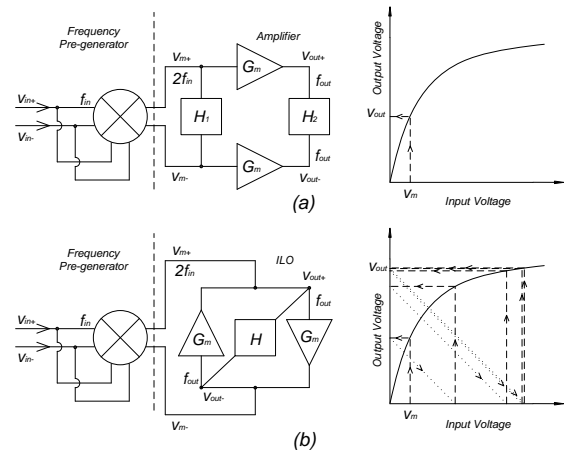 Frequency
Pre-generator
Amplifier
Vm+
2fin
Gm
Vout+
fout
Vin+
fin
Vin-
H1
H2
Gm
fout
Vm-
Vout-
(a)
Output Voltage
Vout
Vm
Input Voltage
Frequency
Pre-generator
ILO
Vm+
2fin
Vout+
fout
Vin+
fin
Vin-
Gm
H
Gm
fout
Vout-
Vm-
(b)
Output Voltage
Vout
Vm
Input Voltage